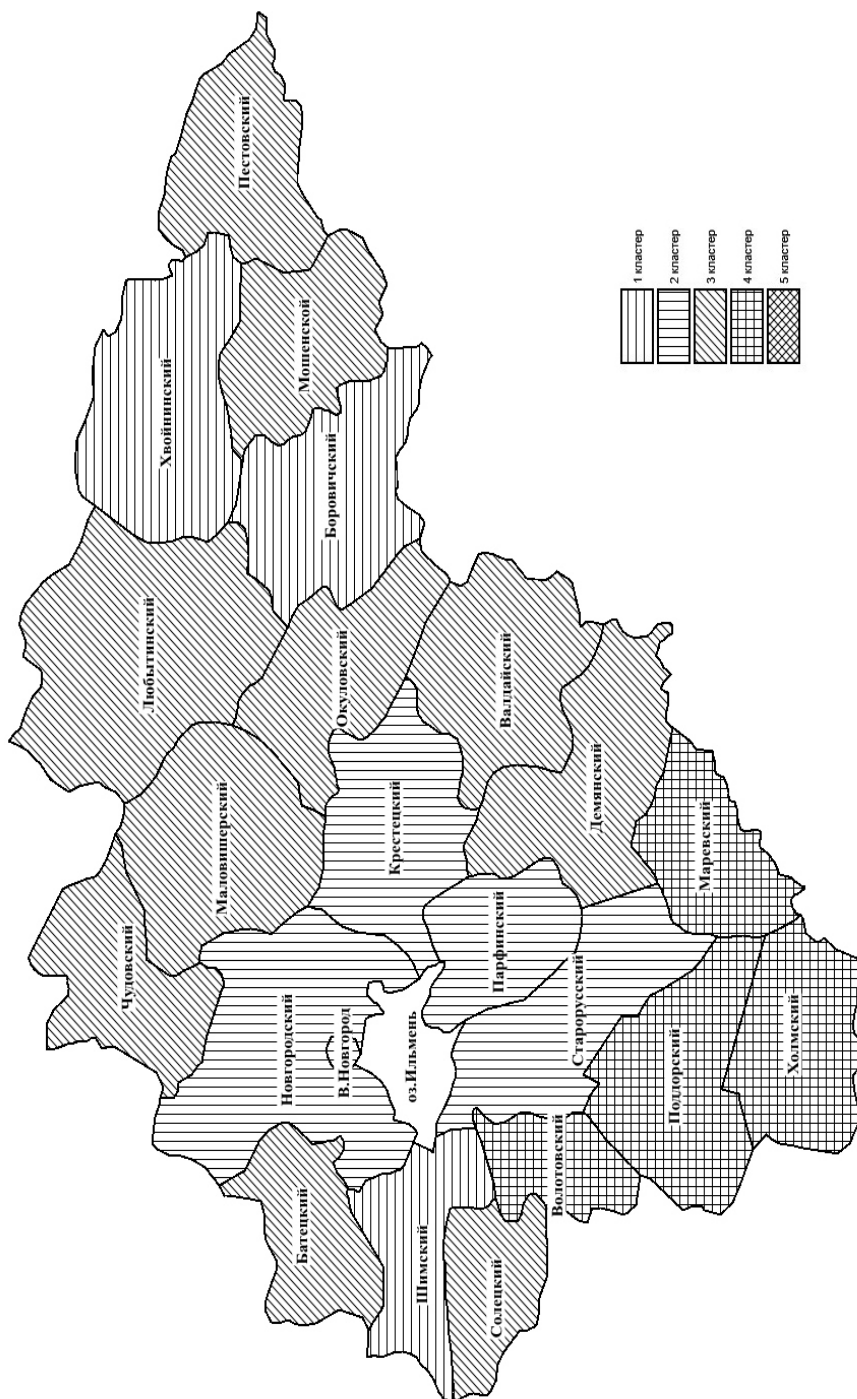 Пестовский
Хвойнинский
Мошенской
Боровичский
Любытинский
Окуловский
Валдайский
Маловишерский
Крестецкий
Демянский
Маревский
Чудовский
Парфинский
Новгородский
В.Новгород
оз.Ильмень
Старорусский
Холмский
Поддорский
Волотовский
Батецкий
Шимский
Солецкий
1 кластер
2 кластер
3 кластер
4 кластер
5 кластер